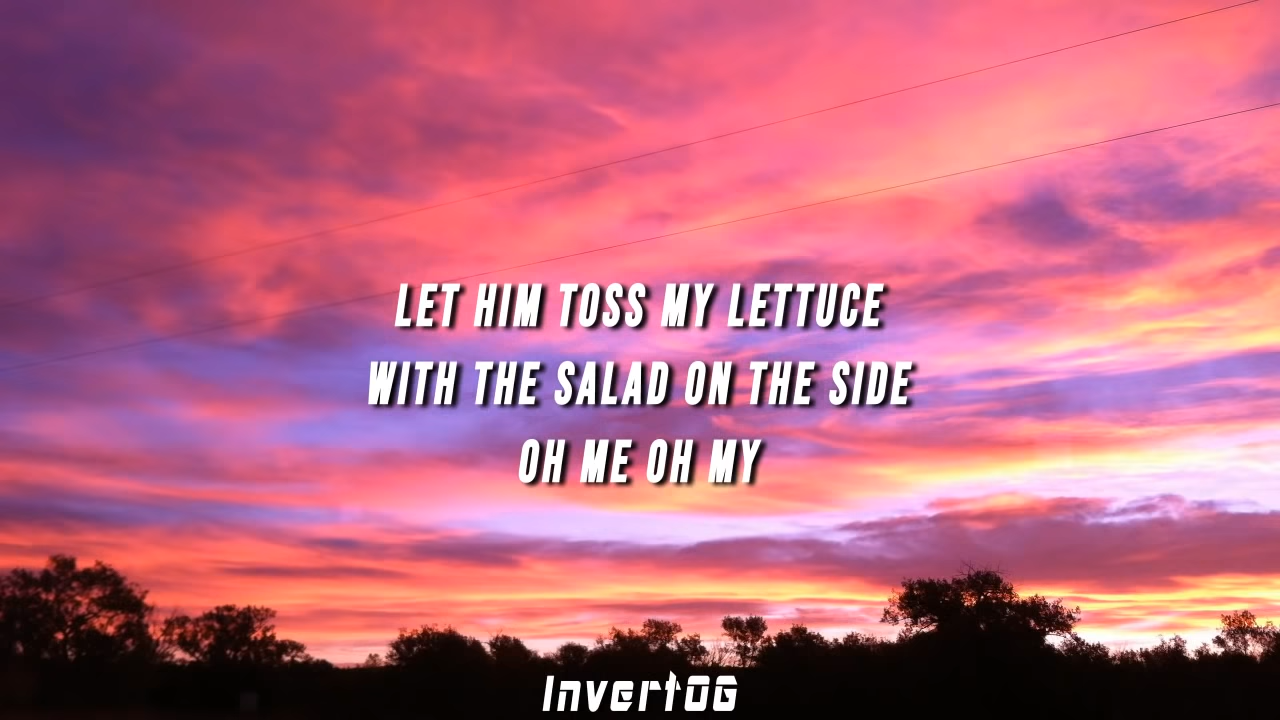 LET HIM TOSS MY LETTUCE
WITH THE SALAD ON THE SIDE
OH ME OH MY
InvertOG